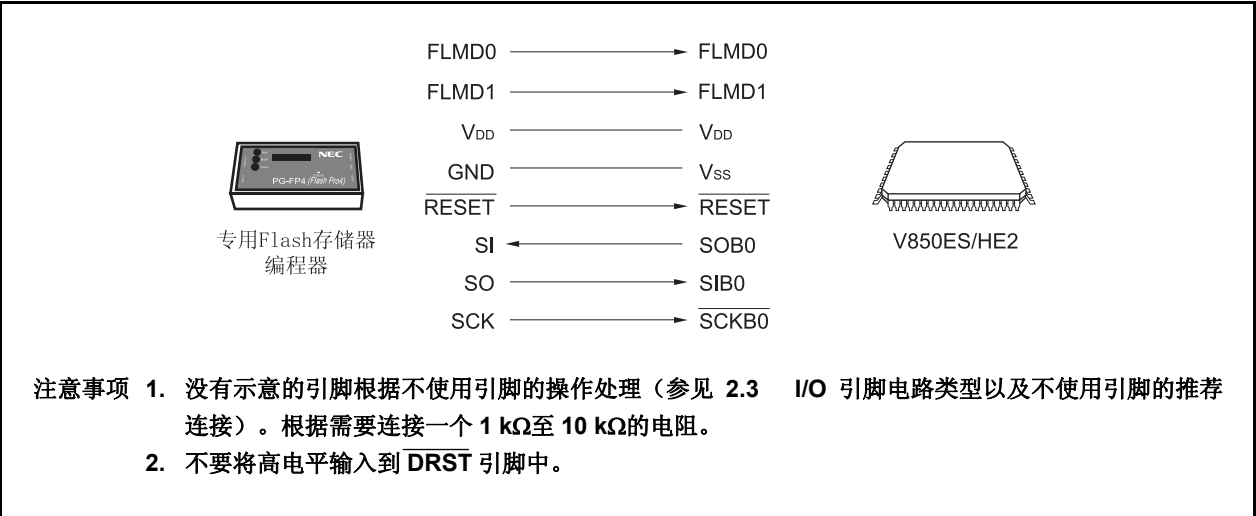 FLMD0 FLMD0
FLMD1 FLMD1
VDD VDD
GND VSS
RESET RESET
SI SOB0
SO SIB0
SCK SCKB0
NEC
PG-FP4 (Flash Pro4)
专用Flash存储器
编程器
V850ES/HE2
注意事项 1. 没有示意的引脚根据不使用引脚的操作处理（参见 2.3 I/O 引脚电路类型以及不使用引脚的推荐
连接）。根据需要连接一个 1 kΩ至 10 kΩ的电阻。
2. 不要将高电平输入到 DRST 引脚中。